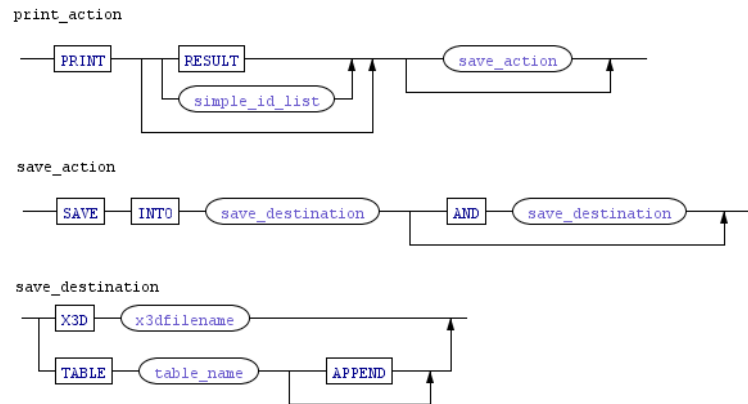 print_action
PRINT RESULT save_action
simple_id_list
save_action
SAVE INTO save_destination AND save_destination
save_destination
X3D x3dfilename
TABLE table_name APPEND